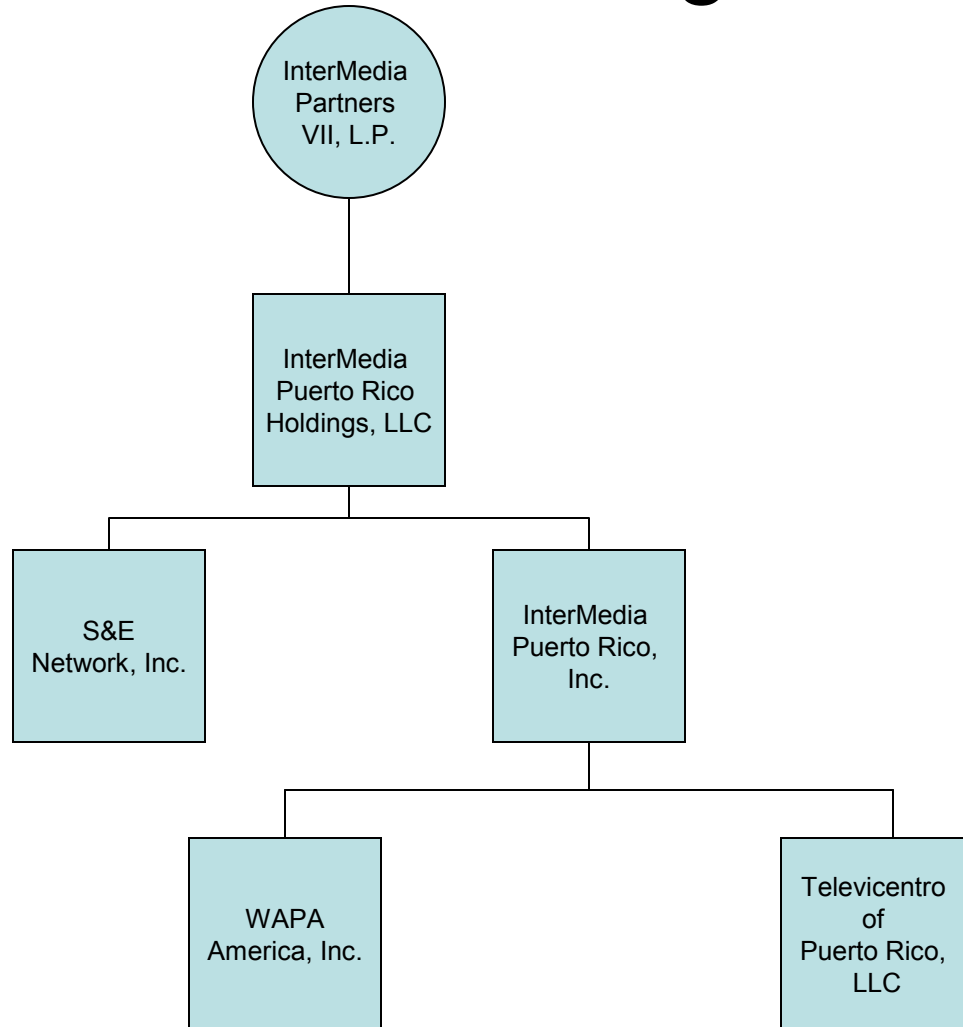 InterMedia
Partners
VII, L.P.
InterMedia
Puerto Rico
Holdings, LLC
S&E
Network, Inc.
InterMedia
Puerto Rico,
Inc.
WAPA
America, Inc.
Televicentro
of
Puerto Rico,
LLC